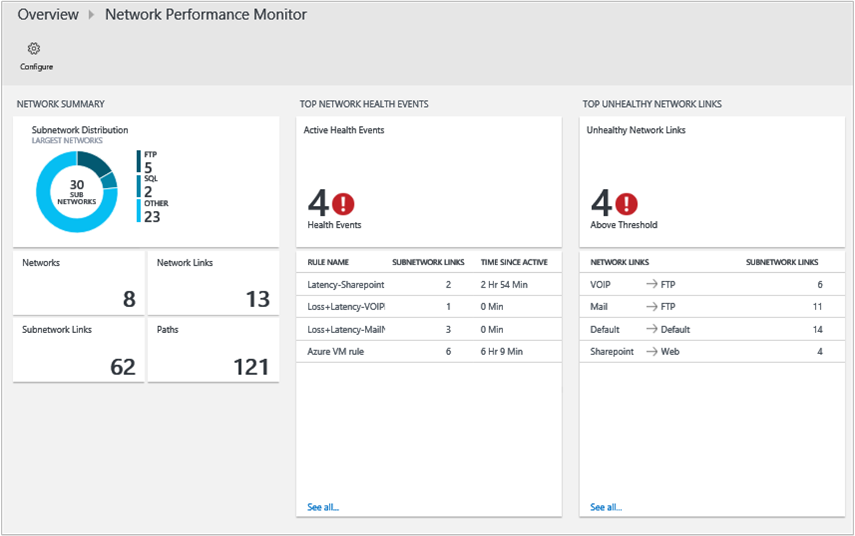 Overview Network Performance Monitor
Configure
NETWORK SUMMARY
Subnetwork Distribution
LARGEST NETWORKS
30
SUB
NETWORKS
FTP
5
SQL
2
OTHER
23
Networks
8
Network Links
13
Subnetwork Links
62
Paths
121
TOP NETWORK HEALTH EVENTS
Active Health Events
4
Health Events
RULE NAME SUBNETWORK LINKS TIME SINCE ACTIVE
Latency-Sharepoint 2 2 Hr 54 Min
Loss+Latency-VOIP 1 0 Min
Loss+Latency-Mail 3 0 Min
Azure VM rule 6 6 Hr 9 Min
See all...
TOP UNHEALTHY NETWORK LINKS
Unhealthy Network Links
4
Above Threshold
NETWORK LINKS SUBNETWORK LINKS
VOIP → FTP 6
Mail → FTP 11
Default → Default 14
Sharepoint → Web 4
See all...